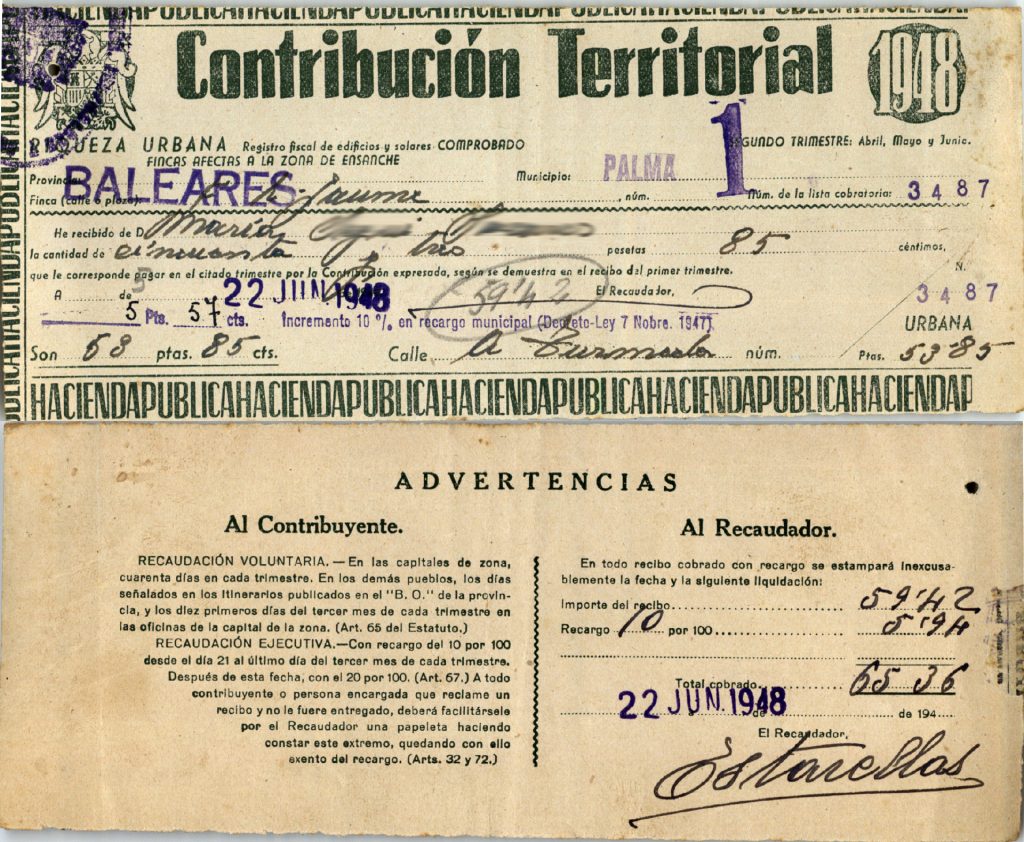 HACIENDAPUBLICAHACIENDAPUBLICAHACIENDAPUBLICAHACIENDAPUBLICAHACIENDAP
Contribución Territorial 1948
RIQUEZA URBANA Registro fiscal de edificios y solares COMPROBADO
1 SEGUNDO TRIMESTRE: Abril, Mayo y Junio.
FINCAS AFECTAS A LA ZONA DE ENSANCHE
Provincia: BALEARES Municipio: PALMA
Finca (calle o plaza): Jaume , núm. Núm. de la lista cobratoria: 3487
He recibido de D. María
la cantidad de cincuenta y tres pesetas 85 céntimos,
que le corresponde pagar en el citado trimestre por la Contribución expresada, según se demuestra en el recibo del primer trimestre.
A de 22 JUN 1948 59'42 El Recaudador, N. 3487
5 Pts. 57 cts. Incremento 10 % en recargo municipal (Decreto-Ley 7 Nobre. 1947).
URBANA
Son 53 ptas. 85 cts. Calle A núm. Ptas. 53-85
HACIENDAPUBLICAHACIENDAPUBLICAHACIENDAPUBLICAHACIENDAPUBLICAHACIENDAP
ADVERTENCIAS
Al Contribuyente.
RECAUDACIÓN VOLUNTARIA.—En las capitales de zona,
cuarenta días en cada trimestre. En los demás pueblos, los días
señalados en los itinerarios publicados en el "B. O." de la provin-
cia, y los diez primeros días del tercer mes de cada trimestre en
las oficinas de la capital de la zona. (Art. 65 del Estatuto.)
RECAUDACIÓN EJECUTIVA.—Con recargo del 10 por 100
desde el día 21 al último día del tercer mes de cada trimestre.
Después de esta fecha, con el 20 por 100. (Art. 67.) A todo
contribuyente o persona encargada que reclame un
recibo y no le fuere entregado, deberá facilitársele
por el Recaudador una papeleta haciendo
constar este extremo, quedando con ello
exento del recargo. (Arts. 32 y 72.)
Al Recaudador.
En todo recibo cobrado con recargo se estampará inexcusa-
blemente la fecha y la siguiente liquidación:
Importe del recibo 59'42
Recargo 10 por 100 5'94
Total cobrado 65 36
22 JUN. 1948 de de 194
El Recaudador,
Estarellas